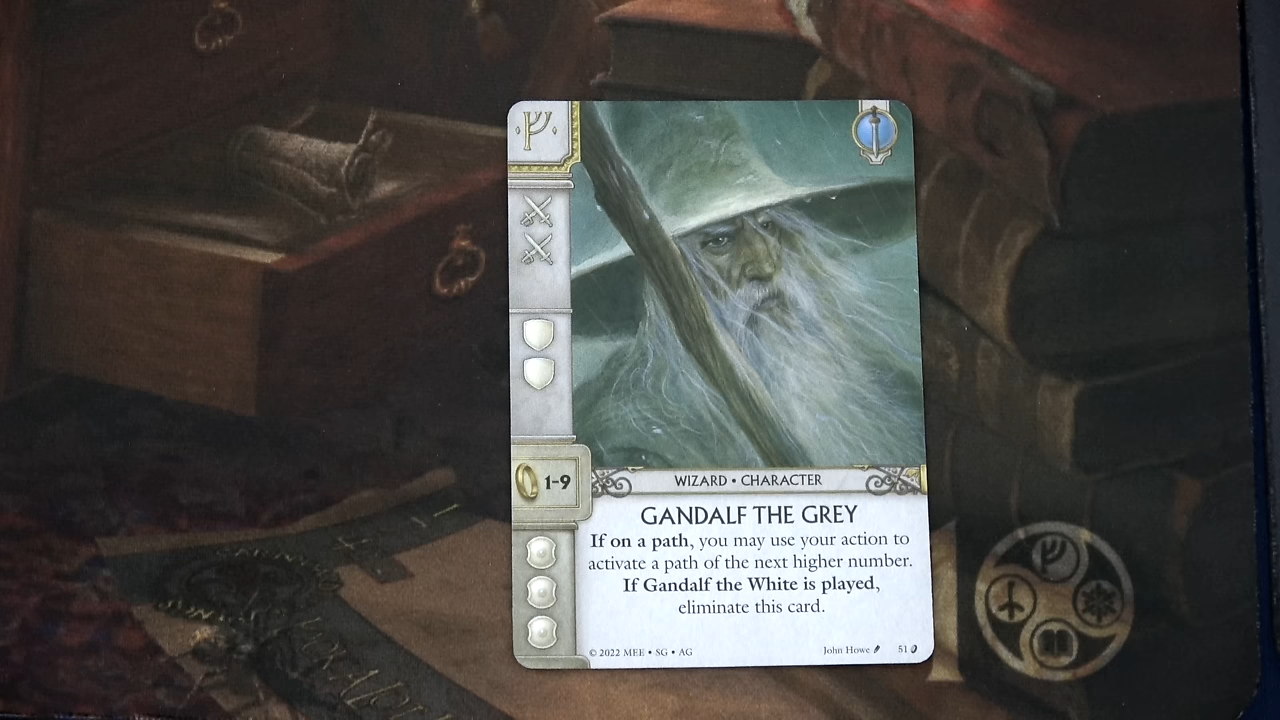 1-9
WIZARD • CHARACTER
GANDALF THE GREY
If on a path, you may use your action to
activate a path of the next higher number.
If Gandalf the White is played,
eliminate this card.
© 2022 MEE • SG • AG
John Howe
51